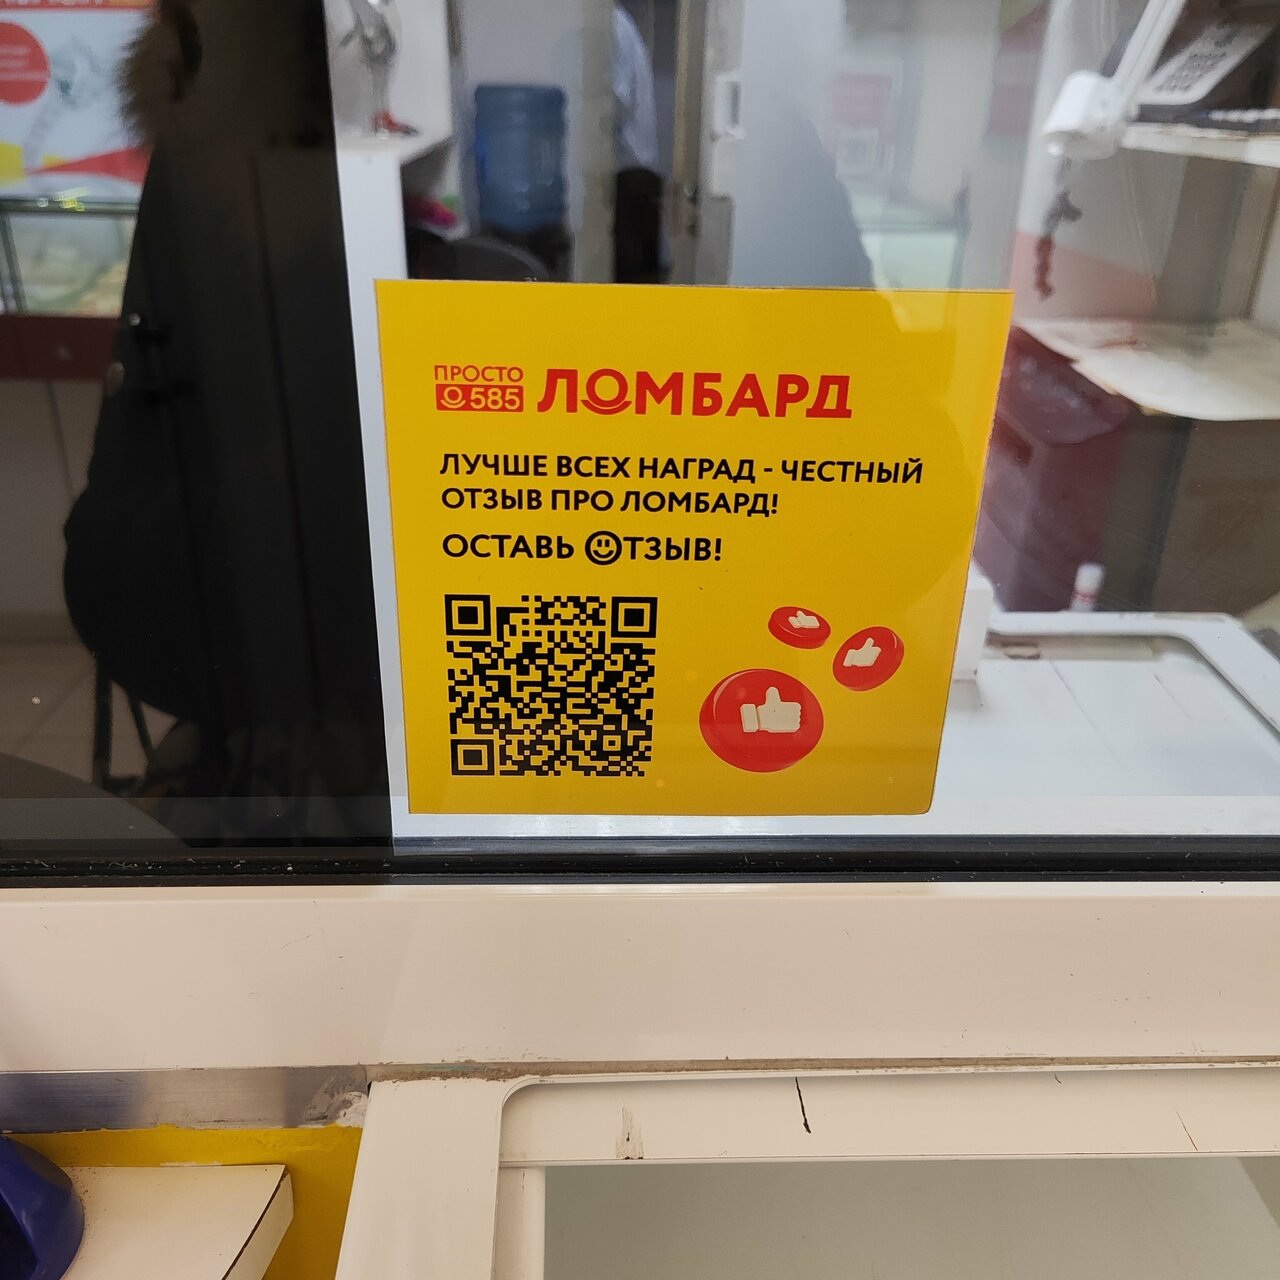 ПРОСТО
585 ЛОМБАРД
ЛУЧШЕ ВСЕХ НАГРАД - ЧЕСТНЫЙ
ОТЗЫВ ПРО ЛОМБАРД!
ОСТАВЬ ОТЗЫВ!